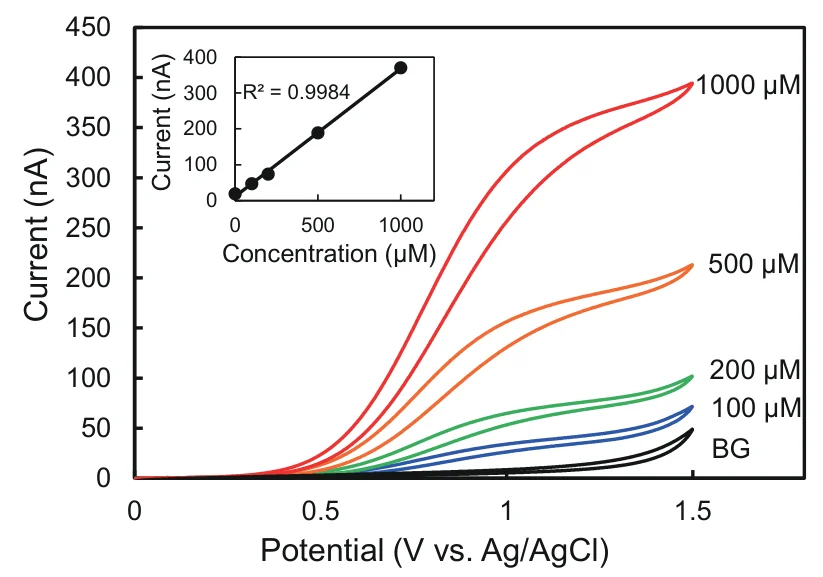 450
400
350
300
250
200
150
100
50
0
Current (nA)
0
0.5
1
1.5
Potential (V vs. Ag/AgCl)
1000 µM
500 µM
200 µM
100 µM
BG
400
300
200
100
0
Current (nA)
R² = 0.9984
0
500
1000
Concentration (µM)